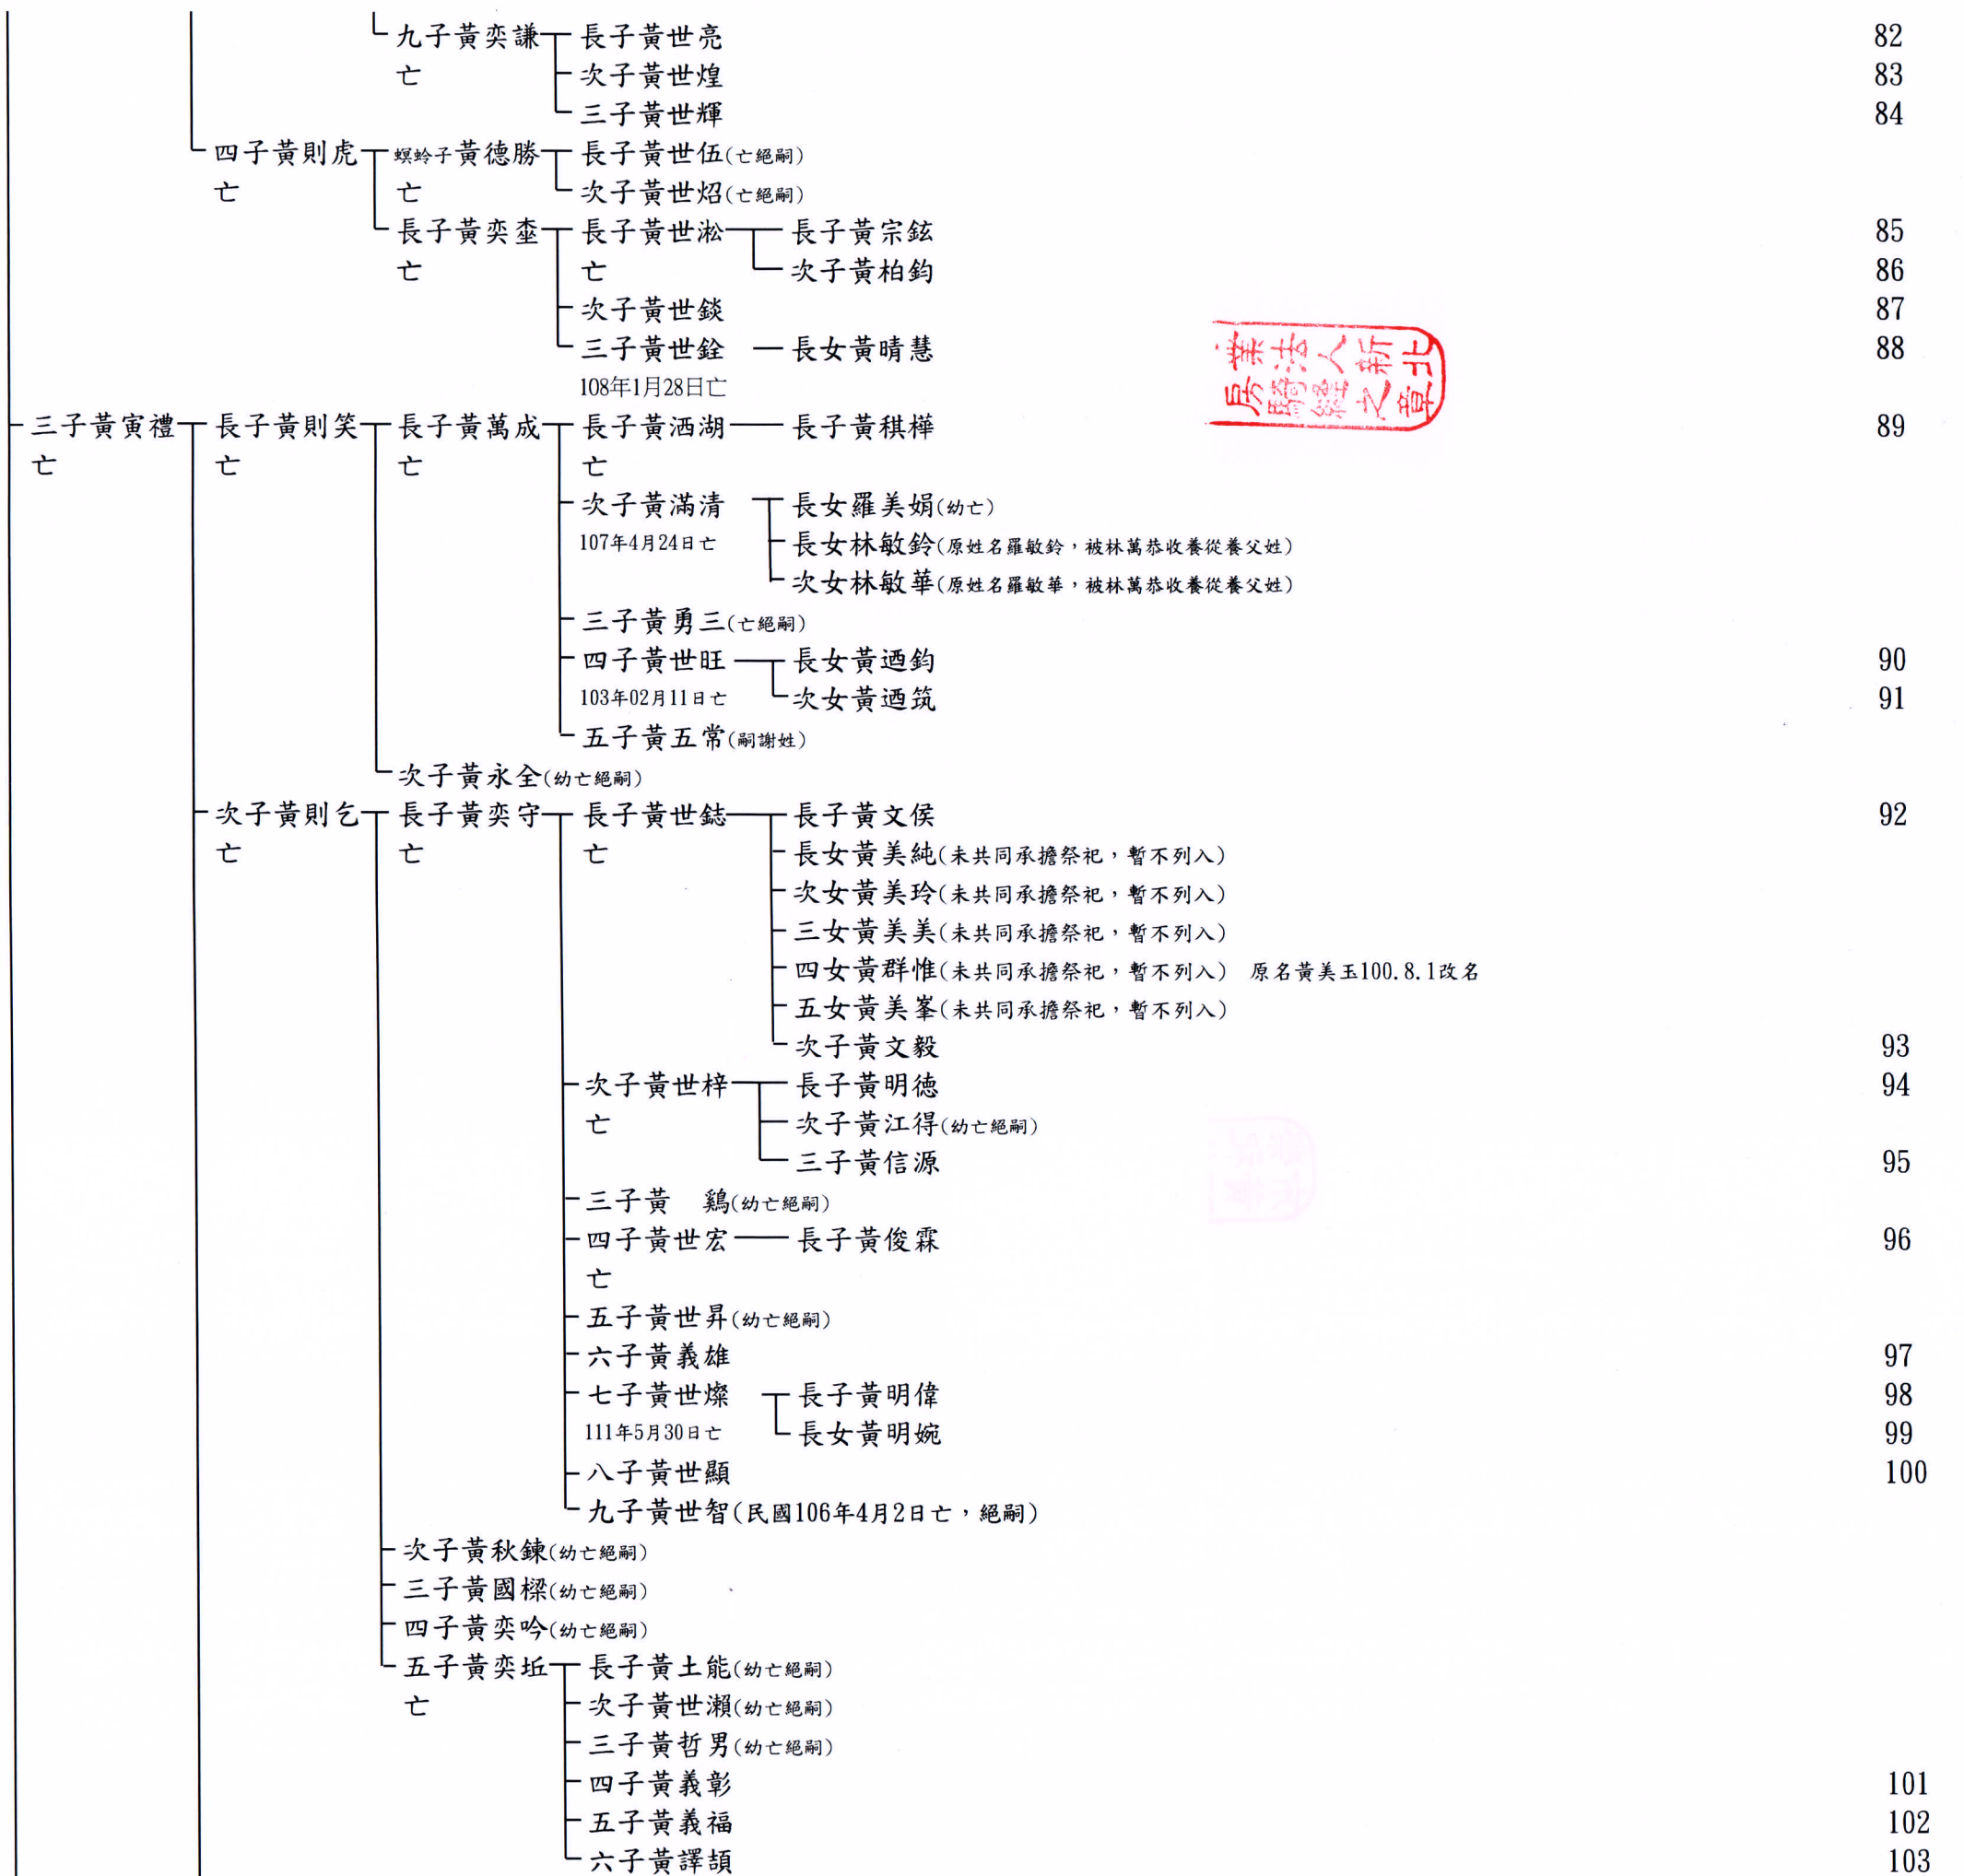 九子黃奕謙 長子黃世亮 82
亡 次子黃世煌 83
三子黃世輝 84
四子黃則虎 螟蛉子黃德勝 長子黃世伍(亡絕嗣)
亡 亡 次子黃世炤(亡絕嗣)
長子黃奕桽 長子黃世淞 長子黃宗鉉 85
亡 亡 次子黃柏鈞 86
次子黃世錟 87
三子黃世銓 長女黃晴慧 88
108年1月28日亡
三子黃寅禮 長子黃則笑 長子黃萬成 長子黃洒湖 長子黃稘樺 89
亡 亡 亡 亡
次子黃滿清 長女羅美娟(幼亡)
107年4月24日亡 長女林敏鈴(原姓名羅敏鈴,被林萬恭收養從養父姓)
次女林敏華(原姓名羅敏華,被林萬恭收養從養父姓)
三子黃勇三(亡絕嗣)
四子黃世旺 長女黃迺鈞 90
103年02月11日亡 次女黃迺筑 91
五子黃五常(嗣謝姓)
次子黃永全(幼亡絕嗣)
次子黃則乞 長子黃奕守 長子黃世鋕 長子黃文侯 92
亡 亡 亡 長女黃美純(未共同承擔祭祀,暫不列入)
次女黃美玲(未共同承擔祭祀,暫不列入)
三女黃美美(未共同承擔祭祀,暫不列入)
四女黃群惟(未共同承擔祭祀,暫不列入) 原名黃美玉100.8.1改名
五女黃美峯(未共同承擔祭祀,暫不列入)
次子黃文毅 93
次子黃世梓 長子黃明德 94
亡 次子黃江得(幼亡絕嗣)
三子黃信源 95
三子黃 鷄(幼亡絕嗣)
四子黃世宏 長子黃俊霖 96
亡
五子黃世昇(幼亡絕嗣)
六子黃義雄 97
七子黃世燦 長子黃明偉 98
111年5月30日亡 長女黃明婉 99
八子黃世顯 100
九子黃世智(民國106年4月2日亡,絕嗣)
次子黃秋鍊(幼亡絕嗣)
三子黃國樑(幼亡絕嗣)
四子黃奕吟(幼亡絕嗣)
五子黃奕坵 長子黃土能(幼亡絕嗣)
亡 次子黃世瀨(幼亡絕嗣)
三子黃哲男(幼亡絕嗣)
四子黃義彰 101
五子黃義福 102
六子黃譯頡 103